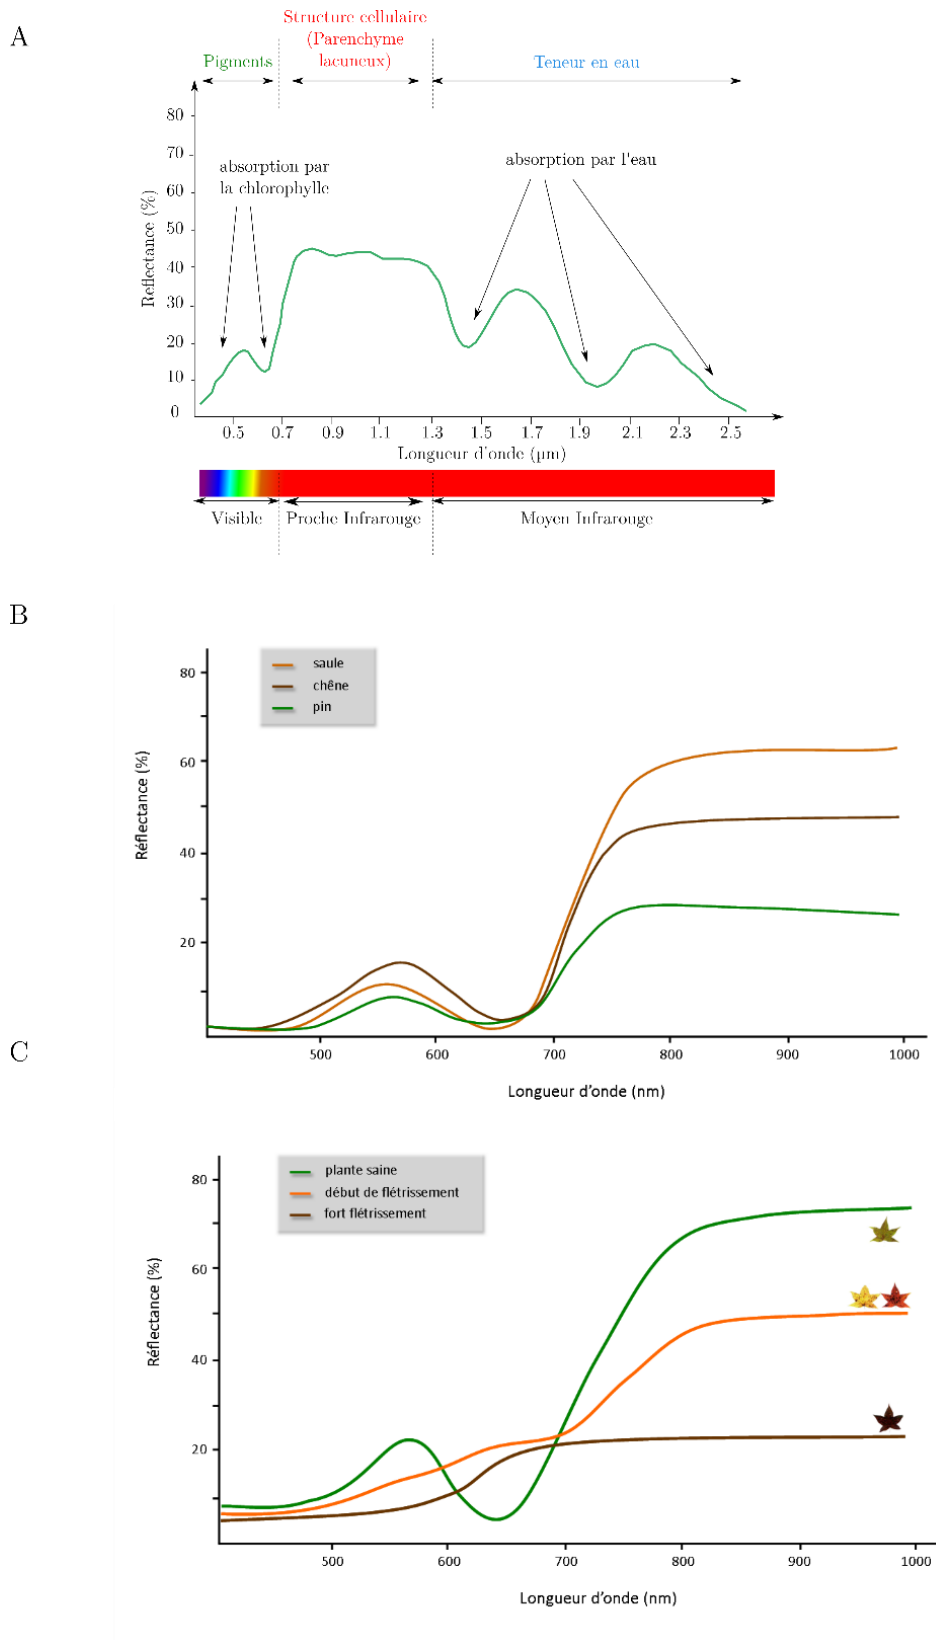 A
Structure cellulaire
(Parenchyme
lacuneux)
Pigments
Teneur en eau
80
70
60
50
40
30
20
10
0
Reflectance (%)
absorption par
la chlorophylle
absorption par l'eau
0.5 0.7 0.9 1.1 1.3 1.5 1.7 1.9 2.1 2.3 2.5
Longueur d'onde (µm)
Visible Proche Infrarouge Moyen Infrarouge
B
saule
chêne
pin
80
60
40
20
Réflectance (%)
500 600 700 800 900 1000
Longueur d'onde (nm)
C
plante saine
début de flétrissement
fort flétrissement
80
60
40
20
Réflectance (%)
500 600 700 800 900 1000
Longueur d'onde (nm)